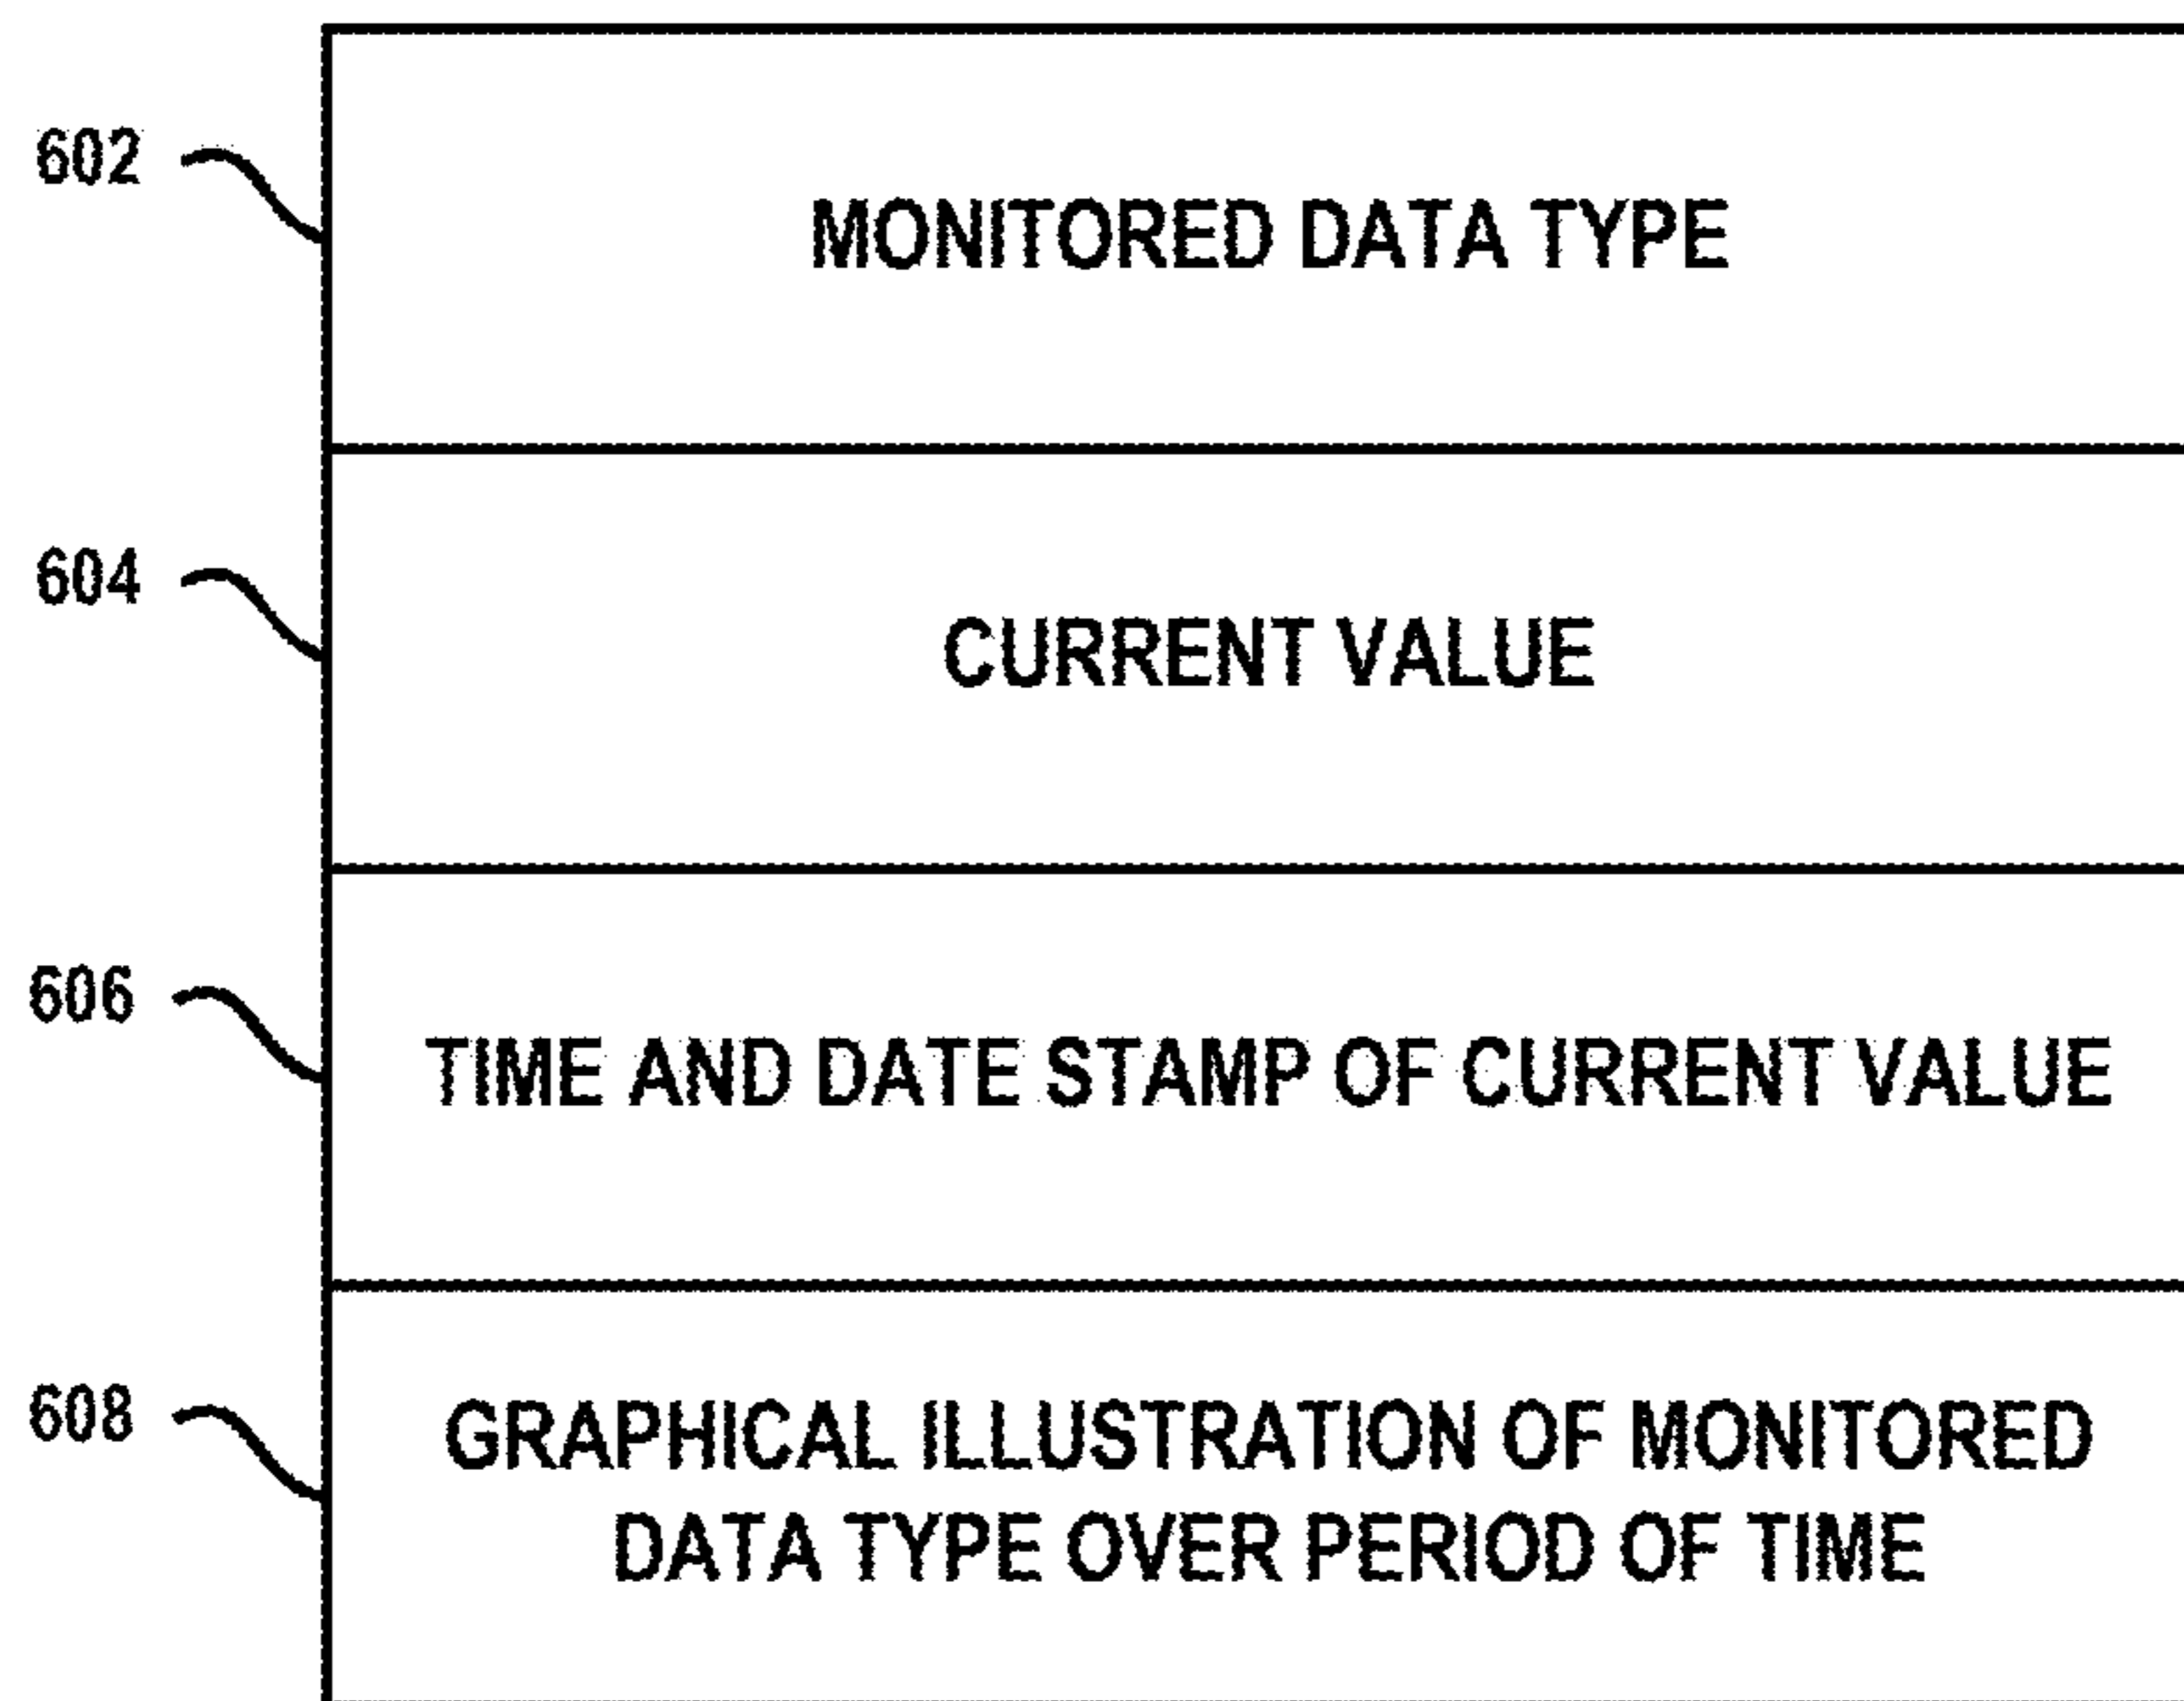 602
MONITORED DATA TYPE
604
CURRENT VALUE
606
TIME AND DATE STAMP OF CURRENT VALUE
608
GRAPHICAL ILLUSTRATION OF MONITORED
DATA TYPE OVER PERIOD OF TIME